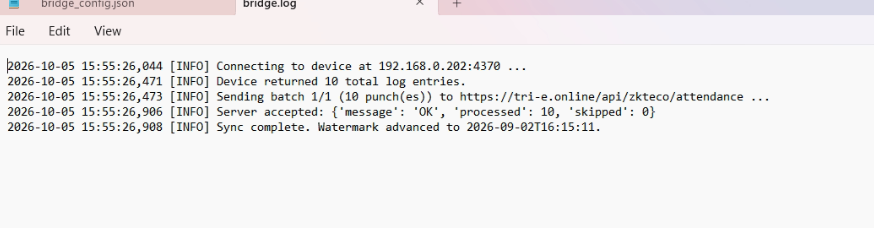 bridge_config.json
bridge.log × +
File Edit View
2026-10-05 15:55:26,044 [INFO] Connecting to device at 192.168.0.202:4370 ...
2026-10-05 15:55:26,471 [INFO] Device returned 10 total log entries.
2026-10-05 15:55:26,473 [INFO] Sending batch 1/1 (10 punch(es)) to https://tri-e.online/api/zkteco/attendance ...
2026-10-05 15:55:26,906 [INFO] Server accepted: {'message': 'OK', 'processed': 10, 'skipped': 0}
2026-10-05 15:55:26,908 [INFO] Sync complete. Watermark advanced to 2026-09-02T16:15:11.